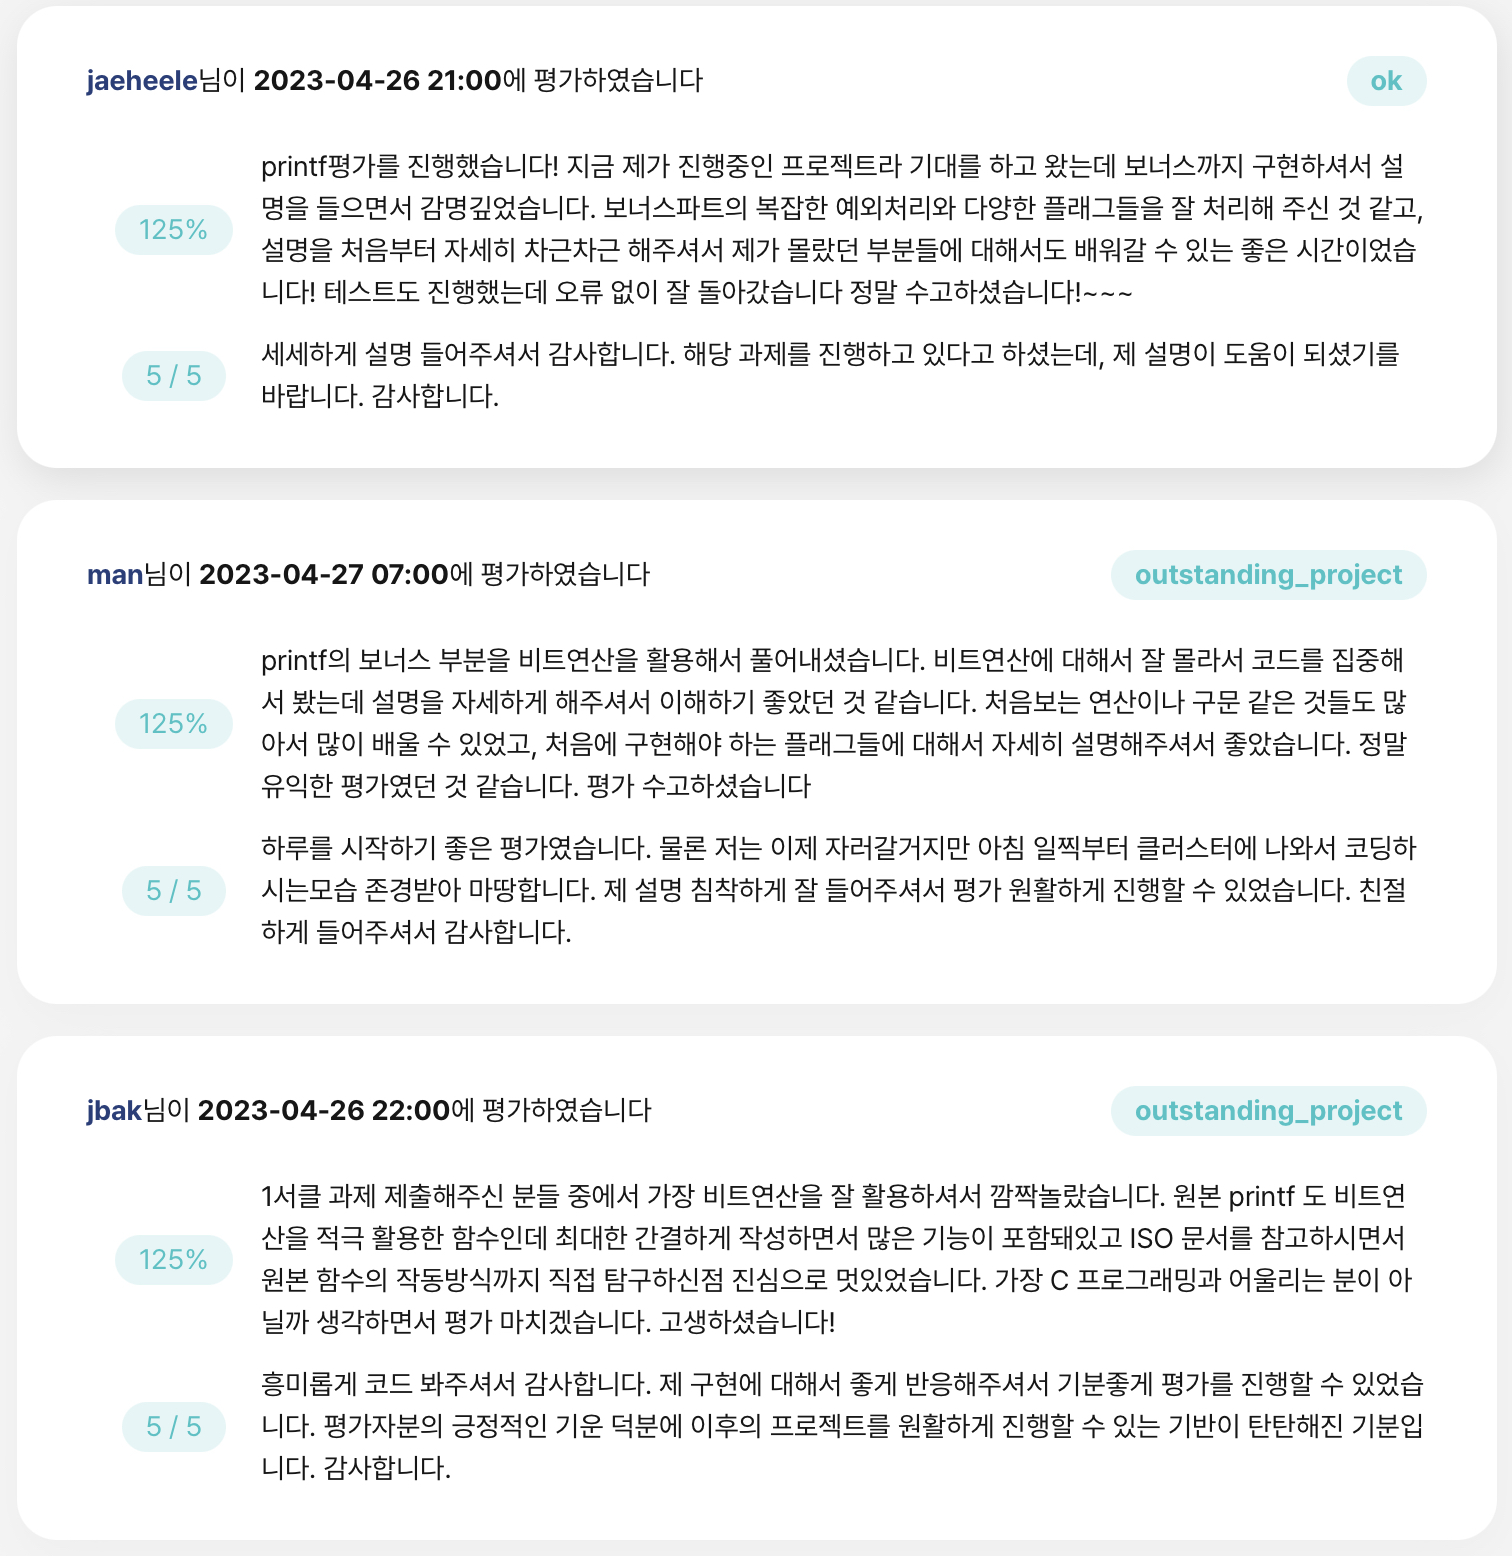 jaeheele님이 2023-04-26 21:00에 평가하였습니다
ok
printf평가를 진행했습니다! 지금 제가 진행중인 프로젝트라 기대를 하고 왔는데 보너스까지 구현하셔서 설
명을 들으면서 감명깊었습니다. 보너스파트의 복잡한 예외처리와 다양한 플래그들을 잘 처리해 주신 것 같고,
125%
설명을 처음부터 자세히 차근차근 해주셔서 제가 몰랐던 부분들에 대해서도 배워갈 수 있는 좋은 시간이었습
니다! 테스트도 진행했는데 오류 없이 잘 돌아갔습니다 정말 수고하셨습니다!~~~
세세하게 설명 들어주셔서 감사합니다. 해당 과제를 진행하고 있다고 하셨는데, 제 설명이 도움이 되셨기를
5 / 5
바랍니다. 감사합니다.
man님이 2023-04-27 07:00에 평가하였습니다
outstanding_project
printf의 보너스 부분을 비트연산을 활용해서 풀어내셨습니다. 비트연산에 대해서 잘 몰라서 코드를 집중해
서 봤는데 설명을 자세하게 해주셔서 이해하기 좋았던 것 같습니다. 처음보는 연산이나 구문 같은 것들도 많
125%
아서 많이 배울 수 있었고, 처음에 구현해야 하는 플래그들에 대해서 자세히 설명해주셔서 좋았습니다. 정말
유익한 평가였던 것 같습니다. 평가 수고하셨습니다
하루를 시작하기 좋은 평가였습니다. 물론 저는 이제 자러갈거지만 아침 일찍부터 클러스터에 나와서 코딩하
5 / 5
시는모습 존경받아 마땅합니다. 제 설명 침착하게 잘 들어주셔서 평가 원활하게 진행할 수 있었습니다. 친절
하게 들어주셔서 감사합니다.
jbak님이 2023-04-26 22:00에 평가하였습니다
outstanding_project
1서클 과제 제출해주신 분들 중에서 가장 비트연산을 잘 활용하셔서 깜짝놀랐습니다. 원본 printf 도 비트연
산을 적극 활용한 함수인데 최대한 간결하게 작성하면서 많은 기능이 포함돼있고 ISO 문서를 참고하시면서
125%
원본 함수의 작동방식까지 직접 탐구하신점 진심으로 멋있었습니다. 가장 C 프로그래밍과 어울리는 분이 아
닐까 생각하면서 평가 마치겠습니다. 고생하셨습니다!
흥미롭게 코드 봐주셔서 감사합니다. 제 구현에 대해서 좋게 반응해주셔서 기분좋게 평가를 진행할 수 있었습
5 / 5
니다. 평가자분의 긍정적인 기운 덕분에 이후의 프로젝트를 원활하게 진행할 수 있는 기반이 탄탄해진 기분입
니다. 감사합니다.